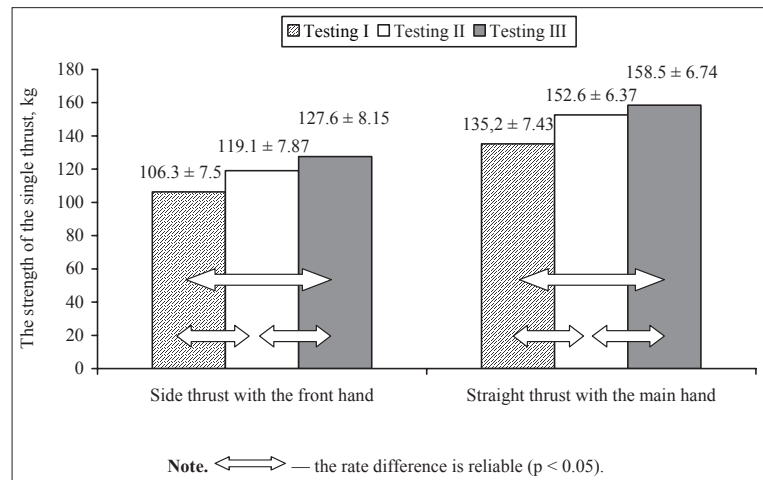 Testing I Testing II Testing III
The strength of the single thrust, kg
180
160
140
120
100
80
60
40
20
0
106.3 ± 7.5
119.1 ± 7.87
127.6 ± 8.15
135,2 ± 7.43
152.6 ± 6.37
158.5 ± 6.74
Side thrust with the front hand
Straight thrust with the main hand
Note. — the rate difference is reliable (p < 0.05).